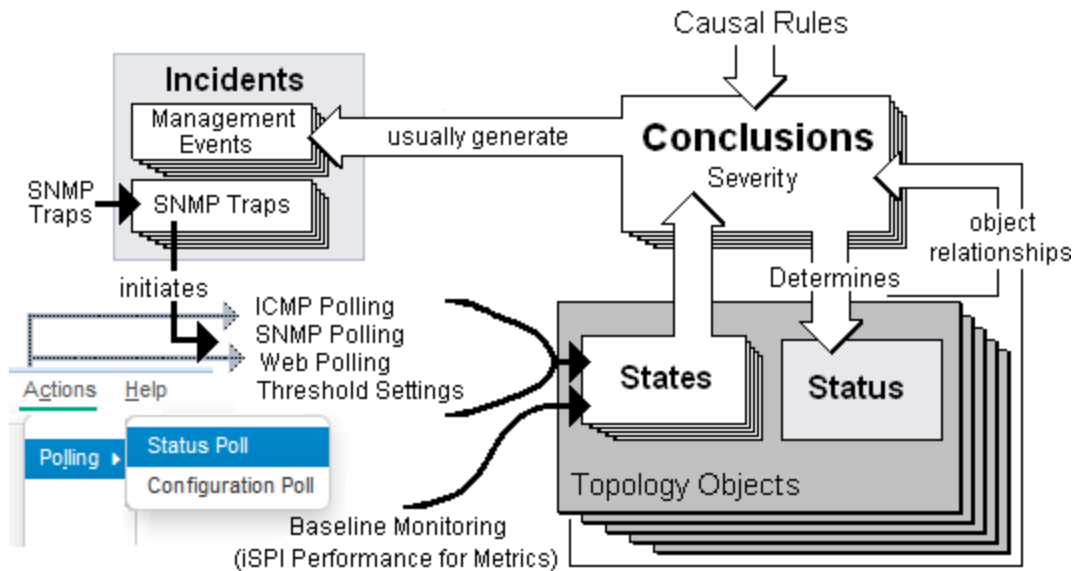 Causal Rules
Incidents
Management
Events
usually generate
Conclusions
Severity
SNMP
Traps
SNMP Traps
object
relationships
initiates
Determines
ICMP Polling
SNMP Polling
Web Polling
Threshold Settings
States
Status
Actions
Help
Polling
Status Poll
Configuration Poll
Topology Objects
Baseline Monitoring
(iSPI Performance for Metrics)